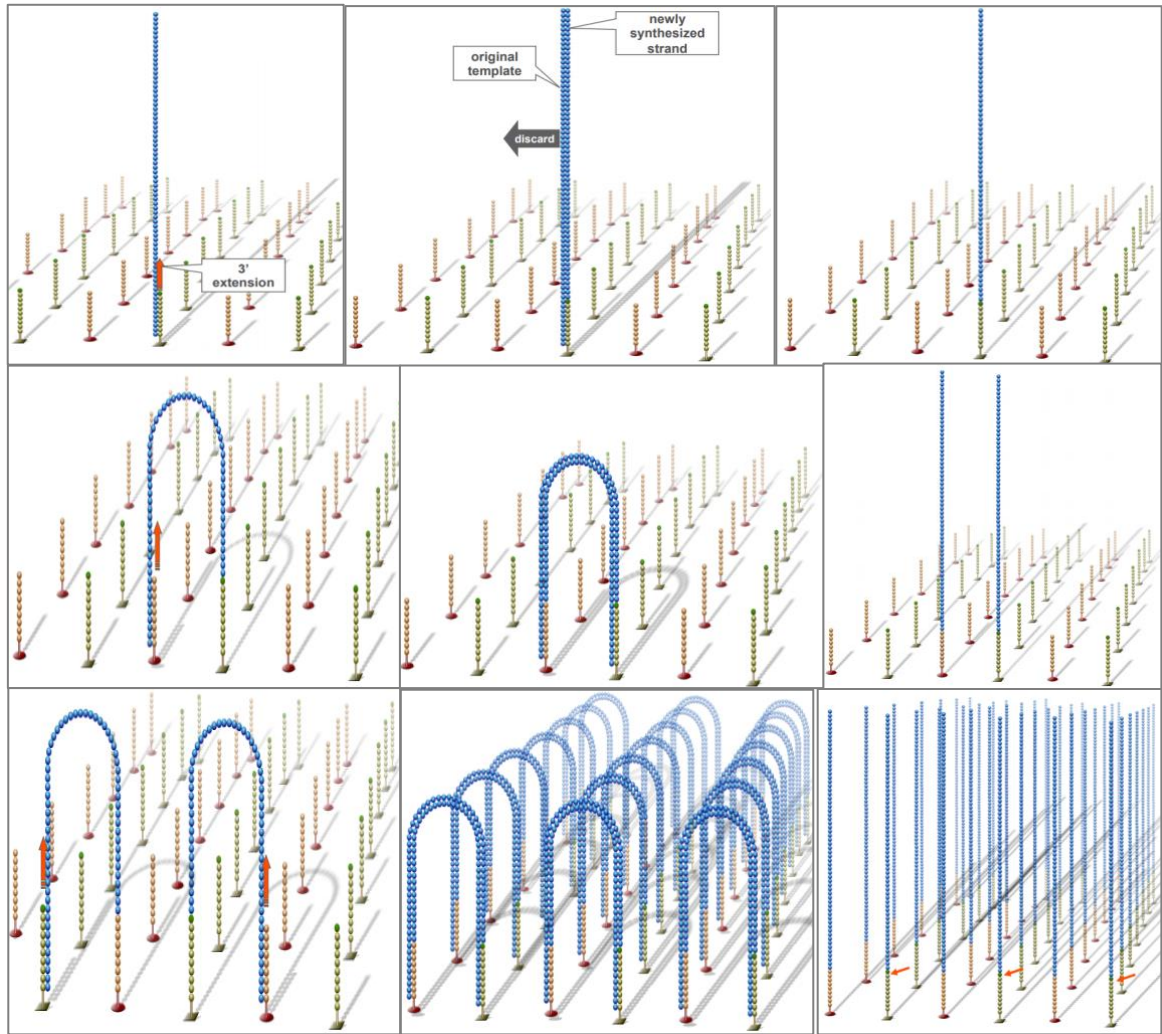 3'
extension
newly
synthesized
strand
original
template
discard